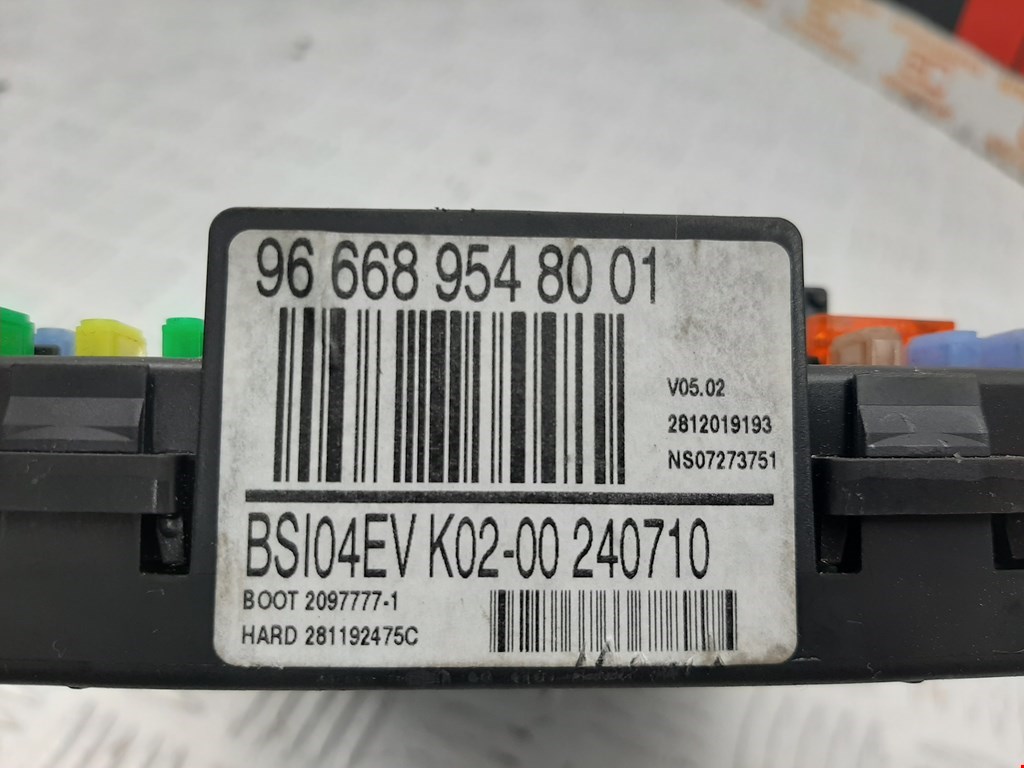 96 668 954 80 01
V05.02
2812019193
NS07273751
BSI04EV K02-00 240710
BOOT 2097777-1
HARD 281192475C